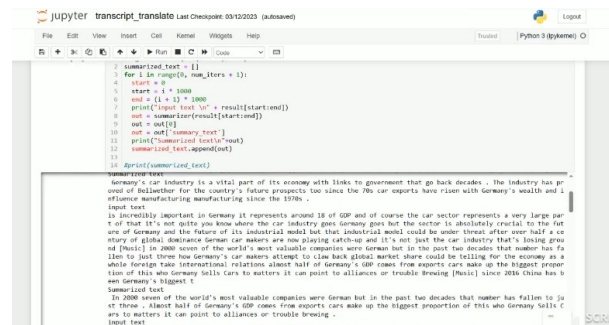 jupyter transcript_translate Last Checkpoint: 03/12/2023 (autosaved)
Logout
File Edit View Insert Cell Kernel Widgets Help
Trusted Python 3 (ipykernel)
Run Code
2 summarized_text = []
3 for i in range(0, num_iters + 1):
4 start = 0
5 start = i * 1000
6 end = (i + 1) * 1000
7 print("input text \n" + result[start:end])
8 out = summarizer(result[start:end])
9 out = out[0]
10 out = out['summary_text']
11 print("Summarized text\n"+out)
12 summarized_text.append(out)
13
14 #print(summarized_text)
Summarized text
Germany's car industry is a vital part of its economy with links to government that go back decades . The industry has pr
oved of Bellwether for the country's future prospects too since the 70s car exports have risen with Germany's wealth and i
nfluence manufacturing manufacturing since the 1970s .
input text
is incredibly important in Germany it represents around 18 of GDP and of course the car sector represents a very large par
t of that it's not quite you know where the car industry goes Germany goes but the sector is absolutely crucial to the fut
ure of Germany and the future of its industrial model but that industrial model could be under threat after over half a ce
ntury of global dominance German car makers are now playing catch-up and it's not just the car industry that's losing grou
nd [Music] in 2000 seven of the world's most valuable companies were German but in the past two decades that number has fa
llen to just three how Germany's car makers attempt to claw back global market share could be telling for the economy as a
whole foreign take international relations almost half of Germany's GDP comes from exports cars make up the biggest propor
tion of this who Germany Sells Cars to matters it can point to alliances or trouble Brewing [Music] since 2016 China has b
een Germany's biggest t
Summarized text
In 2000 seven of the world's most valuable companies were German but in the past two decades that number has fallen to ju
st three . Almost half of Germany's GDP comes from exports cars make up the biggest proportion of this who Germany Sells C
ars to matters it can point to alliances or trouble brewing .
input text
SCR